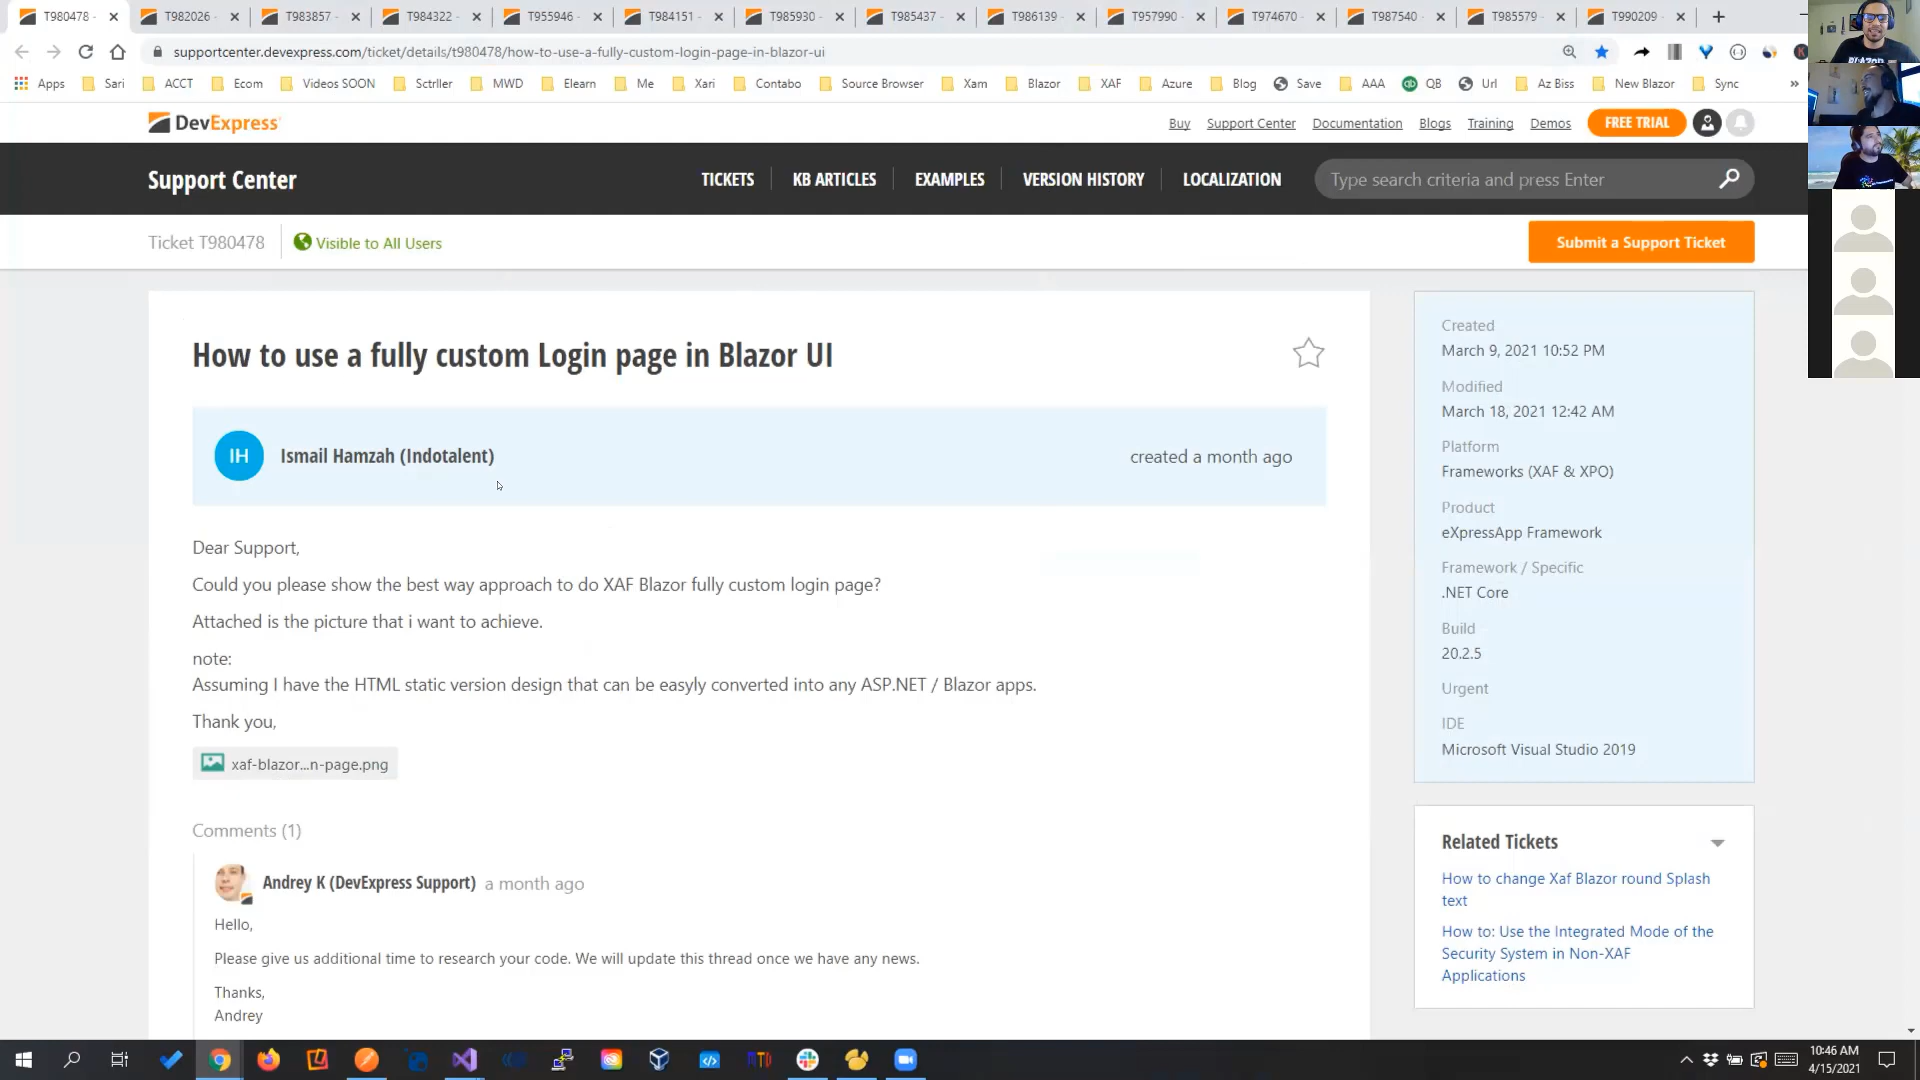 T980478 -
T982026 -
T983857 -
T984322 -
T955946 -
T984151 -
T985930 -
T985437 -
T986139 -
T957990 -
T974670 -
T987540 -
T985579 -
T990209 -
supportcenter.devexpress.com/ticket/details/t980478/how-to-use-a-fully-custom-login-page-in-blazor-ui
Apps Sari ACCT Ecom Videos SOON Sctrller MWD Elearn Me Xari Contabo Source Browser Xam Blazor XAF Azure Blog Save AAA QB Url Az Biss New Blazor Sync »
DevExpress
Buy Support Center Documentation Blogs Training Demos FREE TRIAL
Support Center
TICKETS KB ARTICLES EXAMPLES VERSION HISTORY LOCALIZATION
Type search criteria and press Enter
Ticket T980478
Visible to All Users
Submit a Support Ticket
How to use a fully custom Login page in Blazor UI
IH
Ismail Hamzah (Indotalent)
created a month ago
Dear Support,
Could you please show the best way approach to do XAF Blazor fully custom login page?
Attached is the picture that i want to achieve.
note:
Assuming I have the HTML static version design that can be easyly converted into any ASP.NET / Blazor apps.
Thank you,
xaf-blazor...n-page.png
Comments (1)
Andrey K (DevExpress Support) a month ago
Hello,
Please give us additional time to research your code. We will update this thread once we have any news.
Thanks,
Andrey
Created
March 9, 2021 10:52 PM
Modified
March 18, 2021 12:42 AM
Platform
Frameworks (XAF & XPO)
Product
eXpressApp Framework
Framework / Specific
.NET Core
Build
20.2.5
Urgent
IDE
Microsoft Visual Studio 2019
Related Tickets
How to change Xaf Blazor round Splash
text
How to: Use the Integrated Mode of the
Security System in Non-XAF
Applications
10:46 AM
4/15/2021